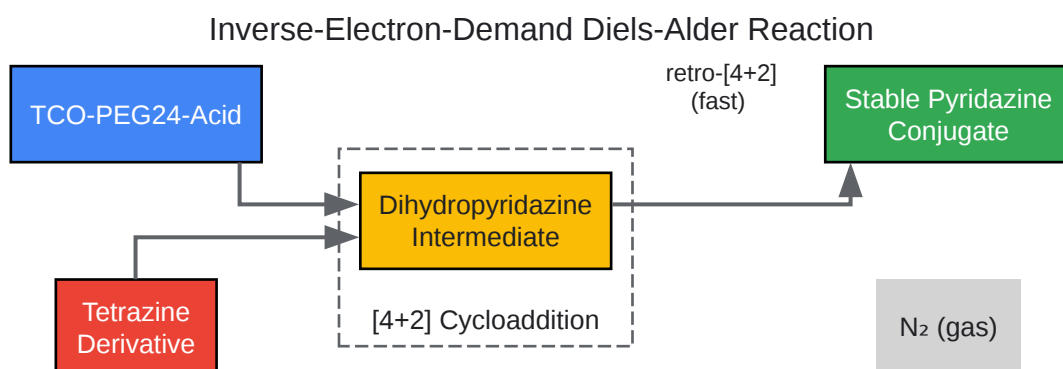 Inverse-Electron-Demand Diels-Alder Reaction
TCO-PEG24-Acid
retro-[4+2]
(fast)
Stable Pyridazine
Conjugate
Dihydropyridazine
Intermediate
[4+2] Cycloaddition
Tetrazine
Derivative
N₂ (gas)